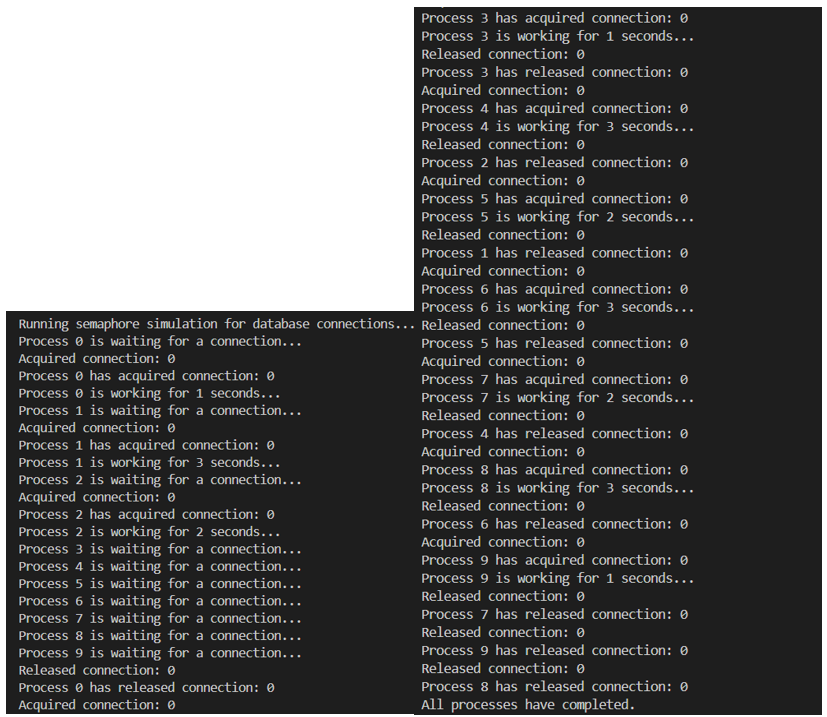 Running semaphore simulation for database connections...
Process 0 is waiting for a connection...
Acquired connection: 0
Process 0 has acquired connection: 0
Process 0 is working for 1 seconds...
Process 1 is waiting for a connection...
Acquired connection: 0
Process 1 has acquired connection: 0
Process 1 is working for 3 seconds...
Process 2 is waiting for a connection...
Acquired connection: 0
Process 2 has acquired connection: 0
Process 2 is working for 2 seconds...
Process 3 is waiting for a connection...
Process 4 is waiting for a connection...
Process 5 is waiting for a connection...
Process 6 is waiting for a connection...
Process 7 is waiting for a connection...
Process 8 is waiting for a connection...
Process 9 is waiting for a connection...
Released connection: 0
Process 0 has released connection: 0
Acquired connection: 0
Process 3 has acquired connection: 0
Process 3 is working for 1 seconds...
Released connection: 0
Process 3 has released connection: 0
Acquired connection: 0
Process 4 has acquired connection: 0
Process 4 is working for 3 seconds...
Released connection: 0
Process 2 has released connection: 0
Acquired connection: 0
Process 5 has acquired connection: 0
Process 5 is working for 2 seconds...
Released connection: 0
Process 1 has released connection: 0
Acquired connection: 0
Process 6 has acquired connection: 0
Process 6 is working for 3 seconds...
Released connection: 0
Process 5 has released connection: 0
Acquired connection: 0
Process 7 has acquired connection: 0
Process 7 is working for 2 seconds...
Released connection: 0
Process 4 has released connection: 0
Acquired connection: 0
Process 8 has acquired connection: 0
Process 8 is working for 3 seconds...
Released connection: 0
Process 6 has released connection: 0
Acquired connection: 0
Process 9 has acquired connection: 0
Process 9 is working for 1 seconds...
Released connection: 0
Process 7 has released connection: 0
Released connection: 0
Process 9 has released connection: 0
Released connection: 0
Process 8 has released connection: 0
All processes have completed.